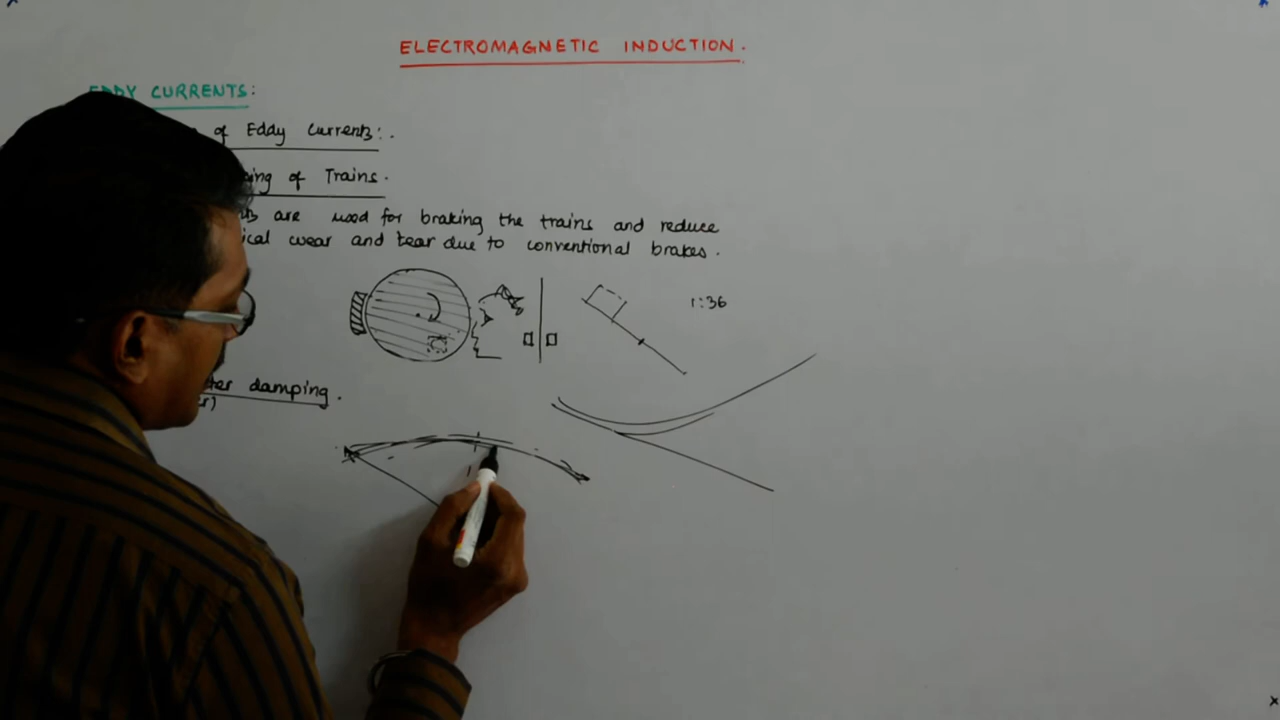 ELECTROMAGNETIC INDUCTION.
EDDY CURRENTS:
of Eddy Currents:.
ing of Trains.
are used for braking the trains and reduce
ical wear and tear due to conventional brakes.
1:36
ter damping.